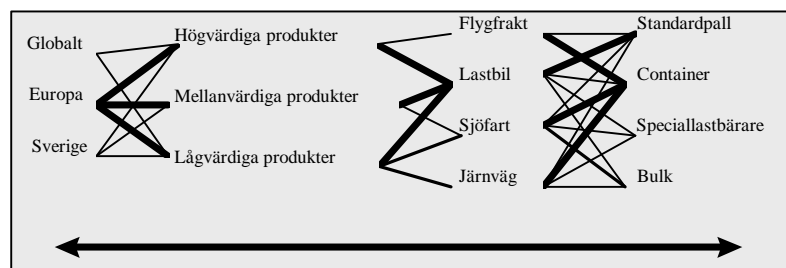 Globalt
Europa
Sverige
Högvärdiga produkter
Mellanvärdiga produkter
Lågvärdiga produkter
Flygfrakt
Lastbil
Sjöfart
Järnväg
Standardpall
Container
Speciallastbärare
Bulk